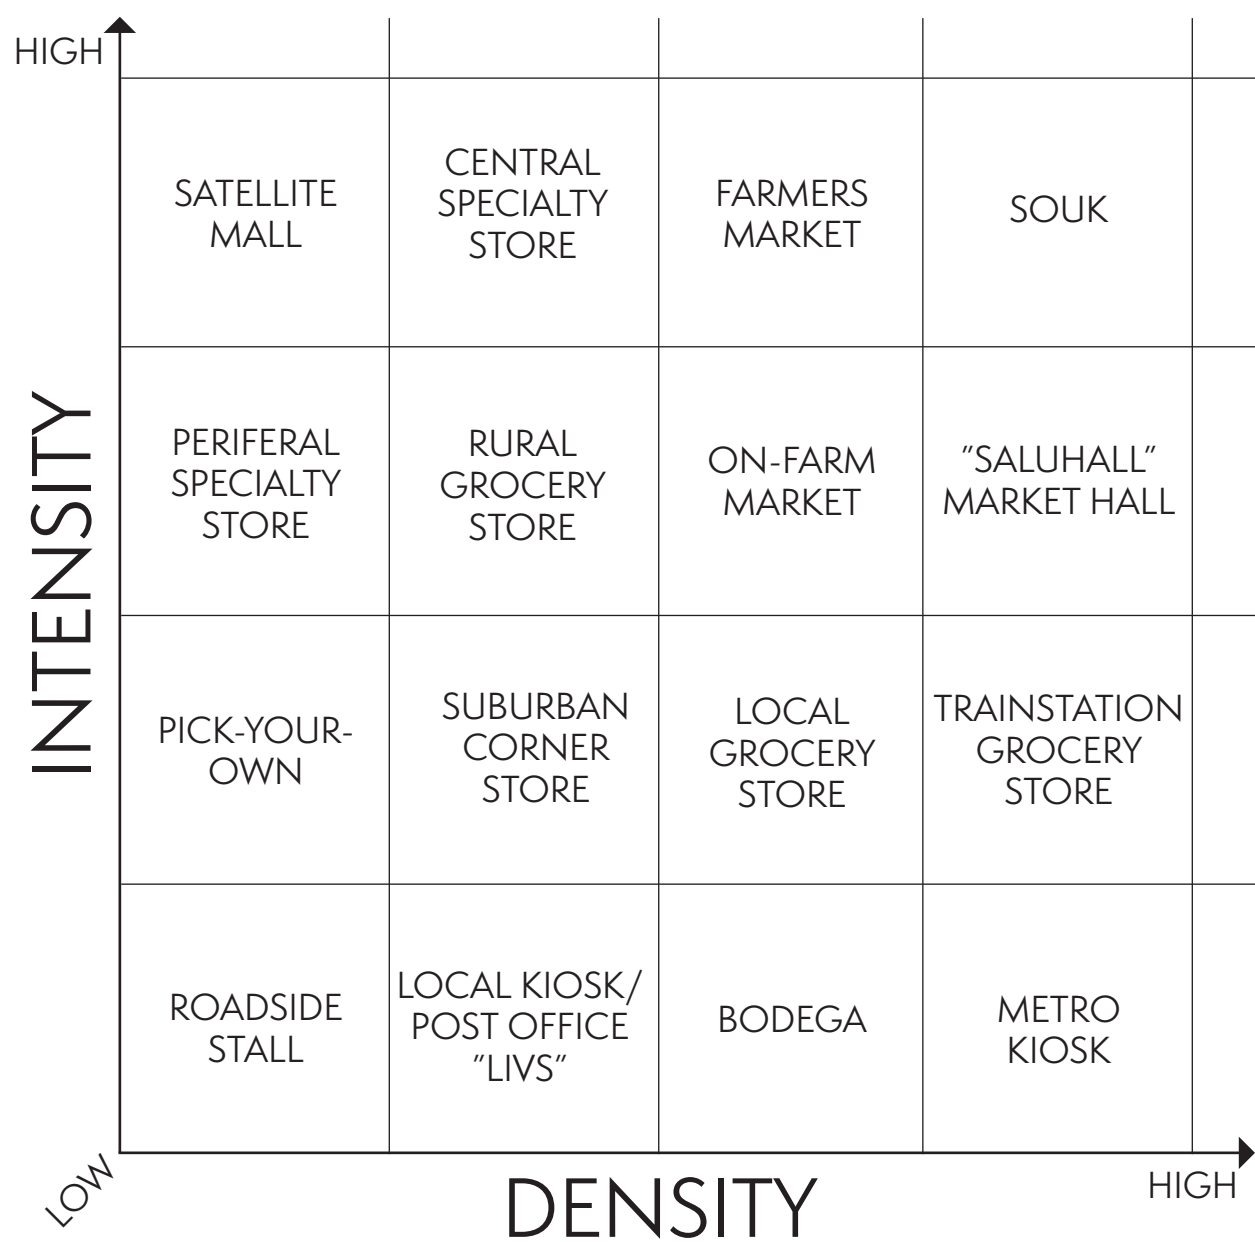 HIGH
SATELLITE
MALL
CENTRAL
SPECIALTY
STORE
FARMERS
MARKET
SOUK
INTENSITY
PERIFERAL
SPECIALTY
STORE
RURAL
GROCERY
STORE
ON-FARM
MARKET
”SALUHALL”
MARKET HALL
PICK-YOUR-
OWN
SUBURBAN
CORNER
STORE
LOCAL
GROCERY
STORE
TRAINSTATION
GROCERY
STORE
ROADSIDE
STALL
LOCAL KIOSK/
POST OFFICE
”LIVS”
BODEGA
METRO
KIOSK
LOW
DENSITY
HIGH